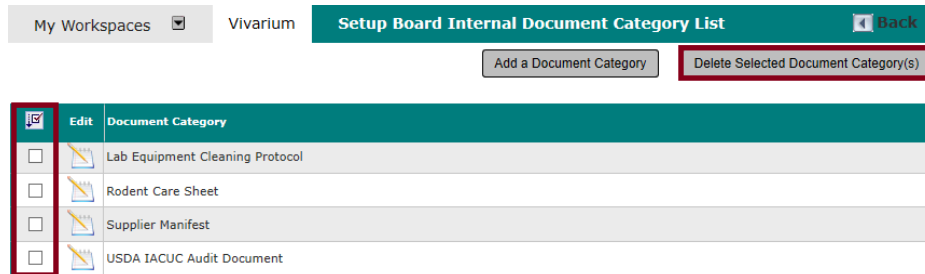 My Workspaces Vivarium Setup Board Internal Document Category List Back
Add a Document Category Delete Selected Document Category(s)
Edit Document Category
Lab Equipment Cleaning Protocol
Rodent Care Sheet
Supplier Manifest
USDA IACUC Audit Document